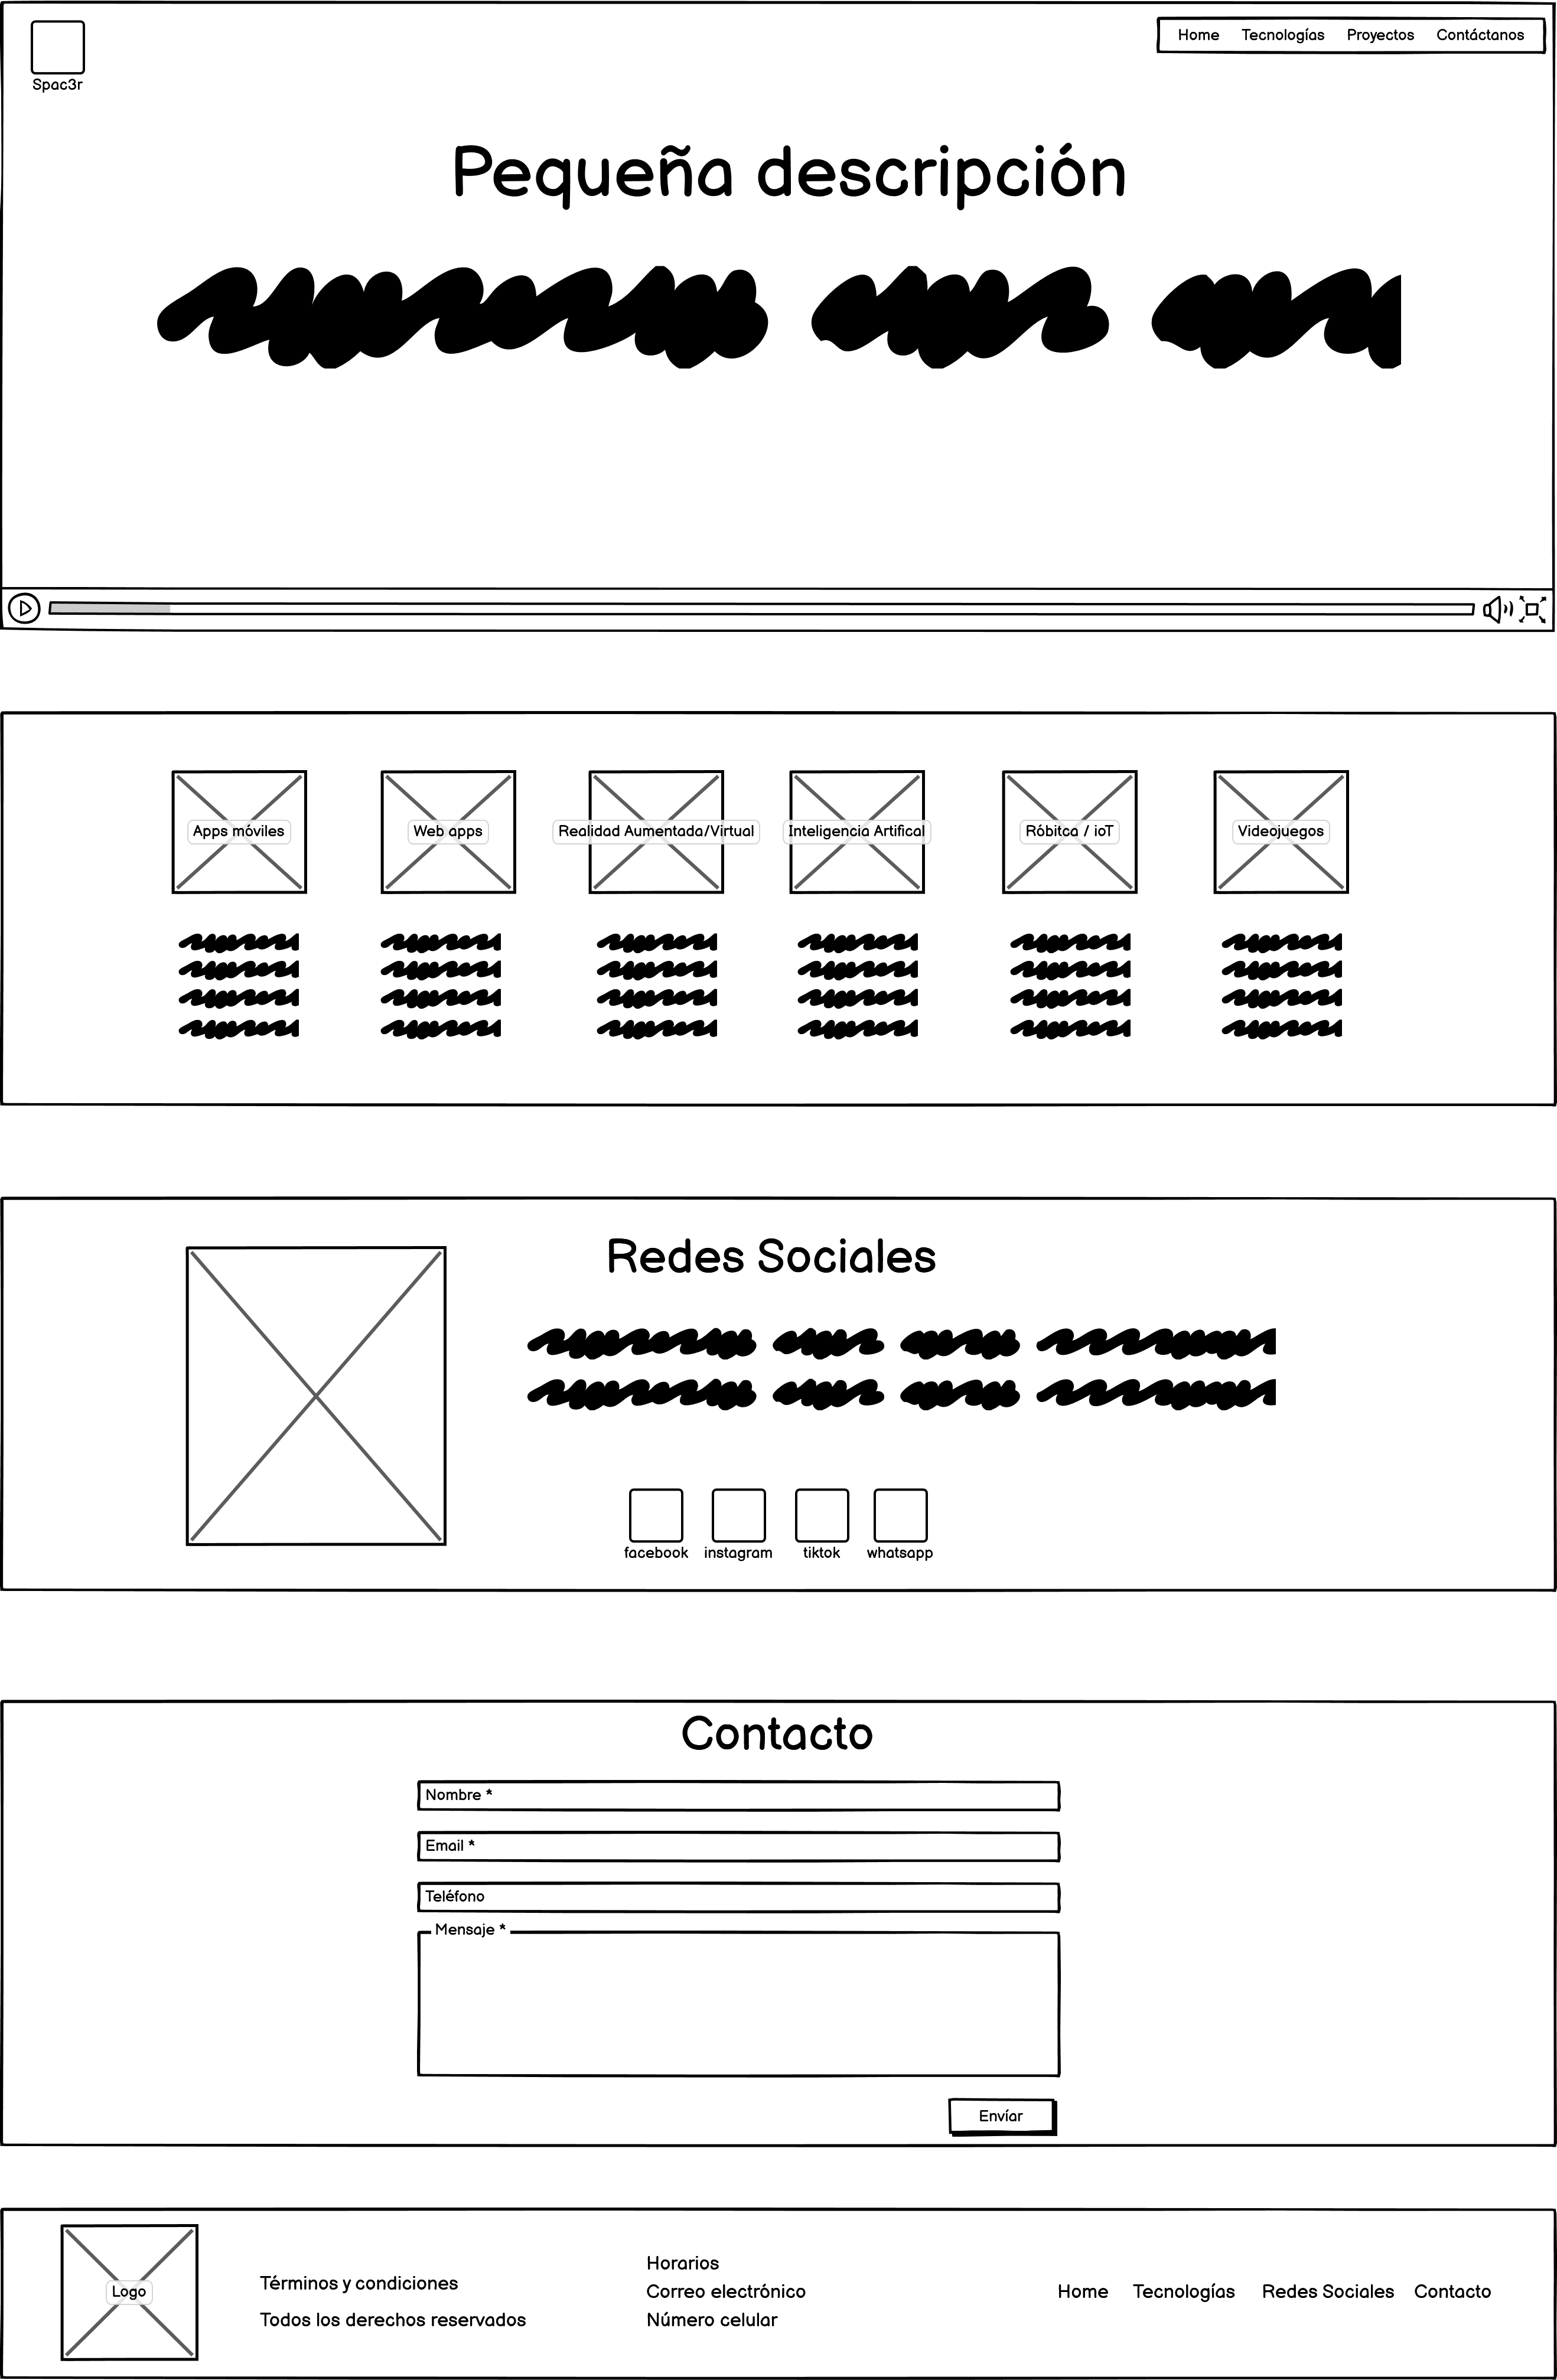 Home Tecnologías Proyectos Contáctanos
Spac3r
Pequeña descripción
Apps móviles Web apps Realidad Aumentada/Virtual Inteligencia Artifical Róbitca / ioT Videojuegos
Redes Sociales
facebook instagram tiktok whatsapp
Contacto
Nombre *
Email *
Teléfono
Mensaje *
Envíar
Logo
Términos y condiciones
Todos los derechos reservados
Horarios
Correo electrónico
Número celular
Home Tecnologías Redes Sociales Contacto